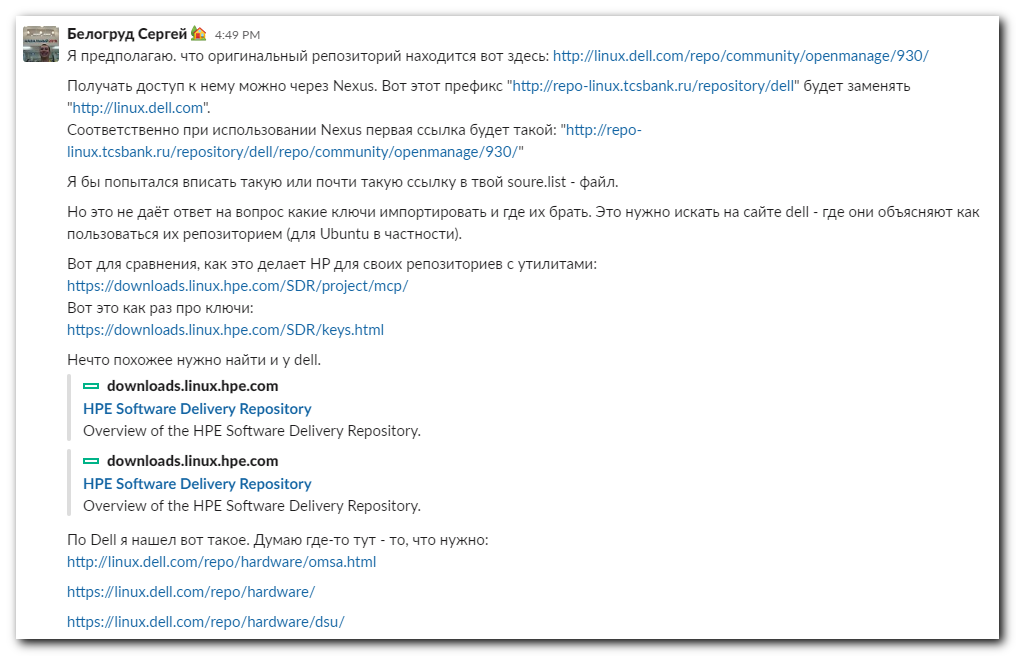 Белогруд Сергей 4:49 PM
Я предполагаю. что оригинальный репозиторий находится вот здесь: http://linux.dell.com/repo/community/openmanage/930/
Получать доступ к нему можно через Nexus. Вот этот префикс "http://repo-linux.tcsbank.ru/repository/dell" будет заменять
"http://linux.dell.com".
Соответственно при использовании Nexus первая ссылка будет такой: "http://repo-
linux.tcsbank.ru/repository/dell/repo/community/openmanage/930/"
Я бы попытался вписать такую или почти такую ссылку в твой soure.list - файл.
Но это не даёт ответ на вопрос какие ключи импортировать и где их брать. Это нужно искать на сайте dell - где они объясняют как
пользоваться их репозиторием (для Ubuntu в частности).
Вот для сравнения, как это делает HP для своих репозиториев с утилитами:
https://downloads.linux.hpe.com/SDR/project/mcp/
Вот это как раз про ключи:
https://downloads.linux.hpe.com/SDR/keys.html
Нечто похожее нужно найти и у dell.
downloads.linux.hpe.com
HPE Software Delivery Repository
Overview of the HPE Software Delivery Repository.
downloads.linux.hpe.com
HPE Software Delivery Repository
Overview of the HPE Software Delivery Repository.
По Dell я нашел вот такое. Думаю где-то тут - то, что нужно:
http://linux.dell.com/repo/hardware/omsa.html
https://linux.dell.com/repo/hardware/
https://linux.dell.com/repo/hardware/dsu/